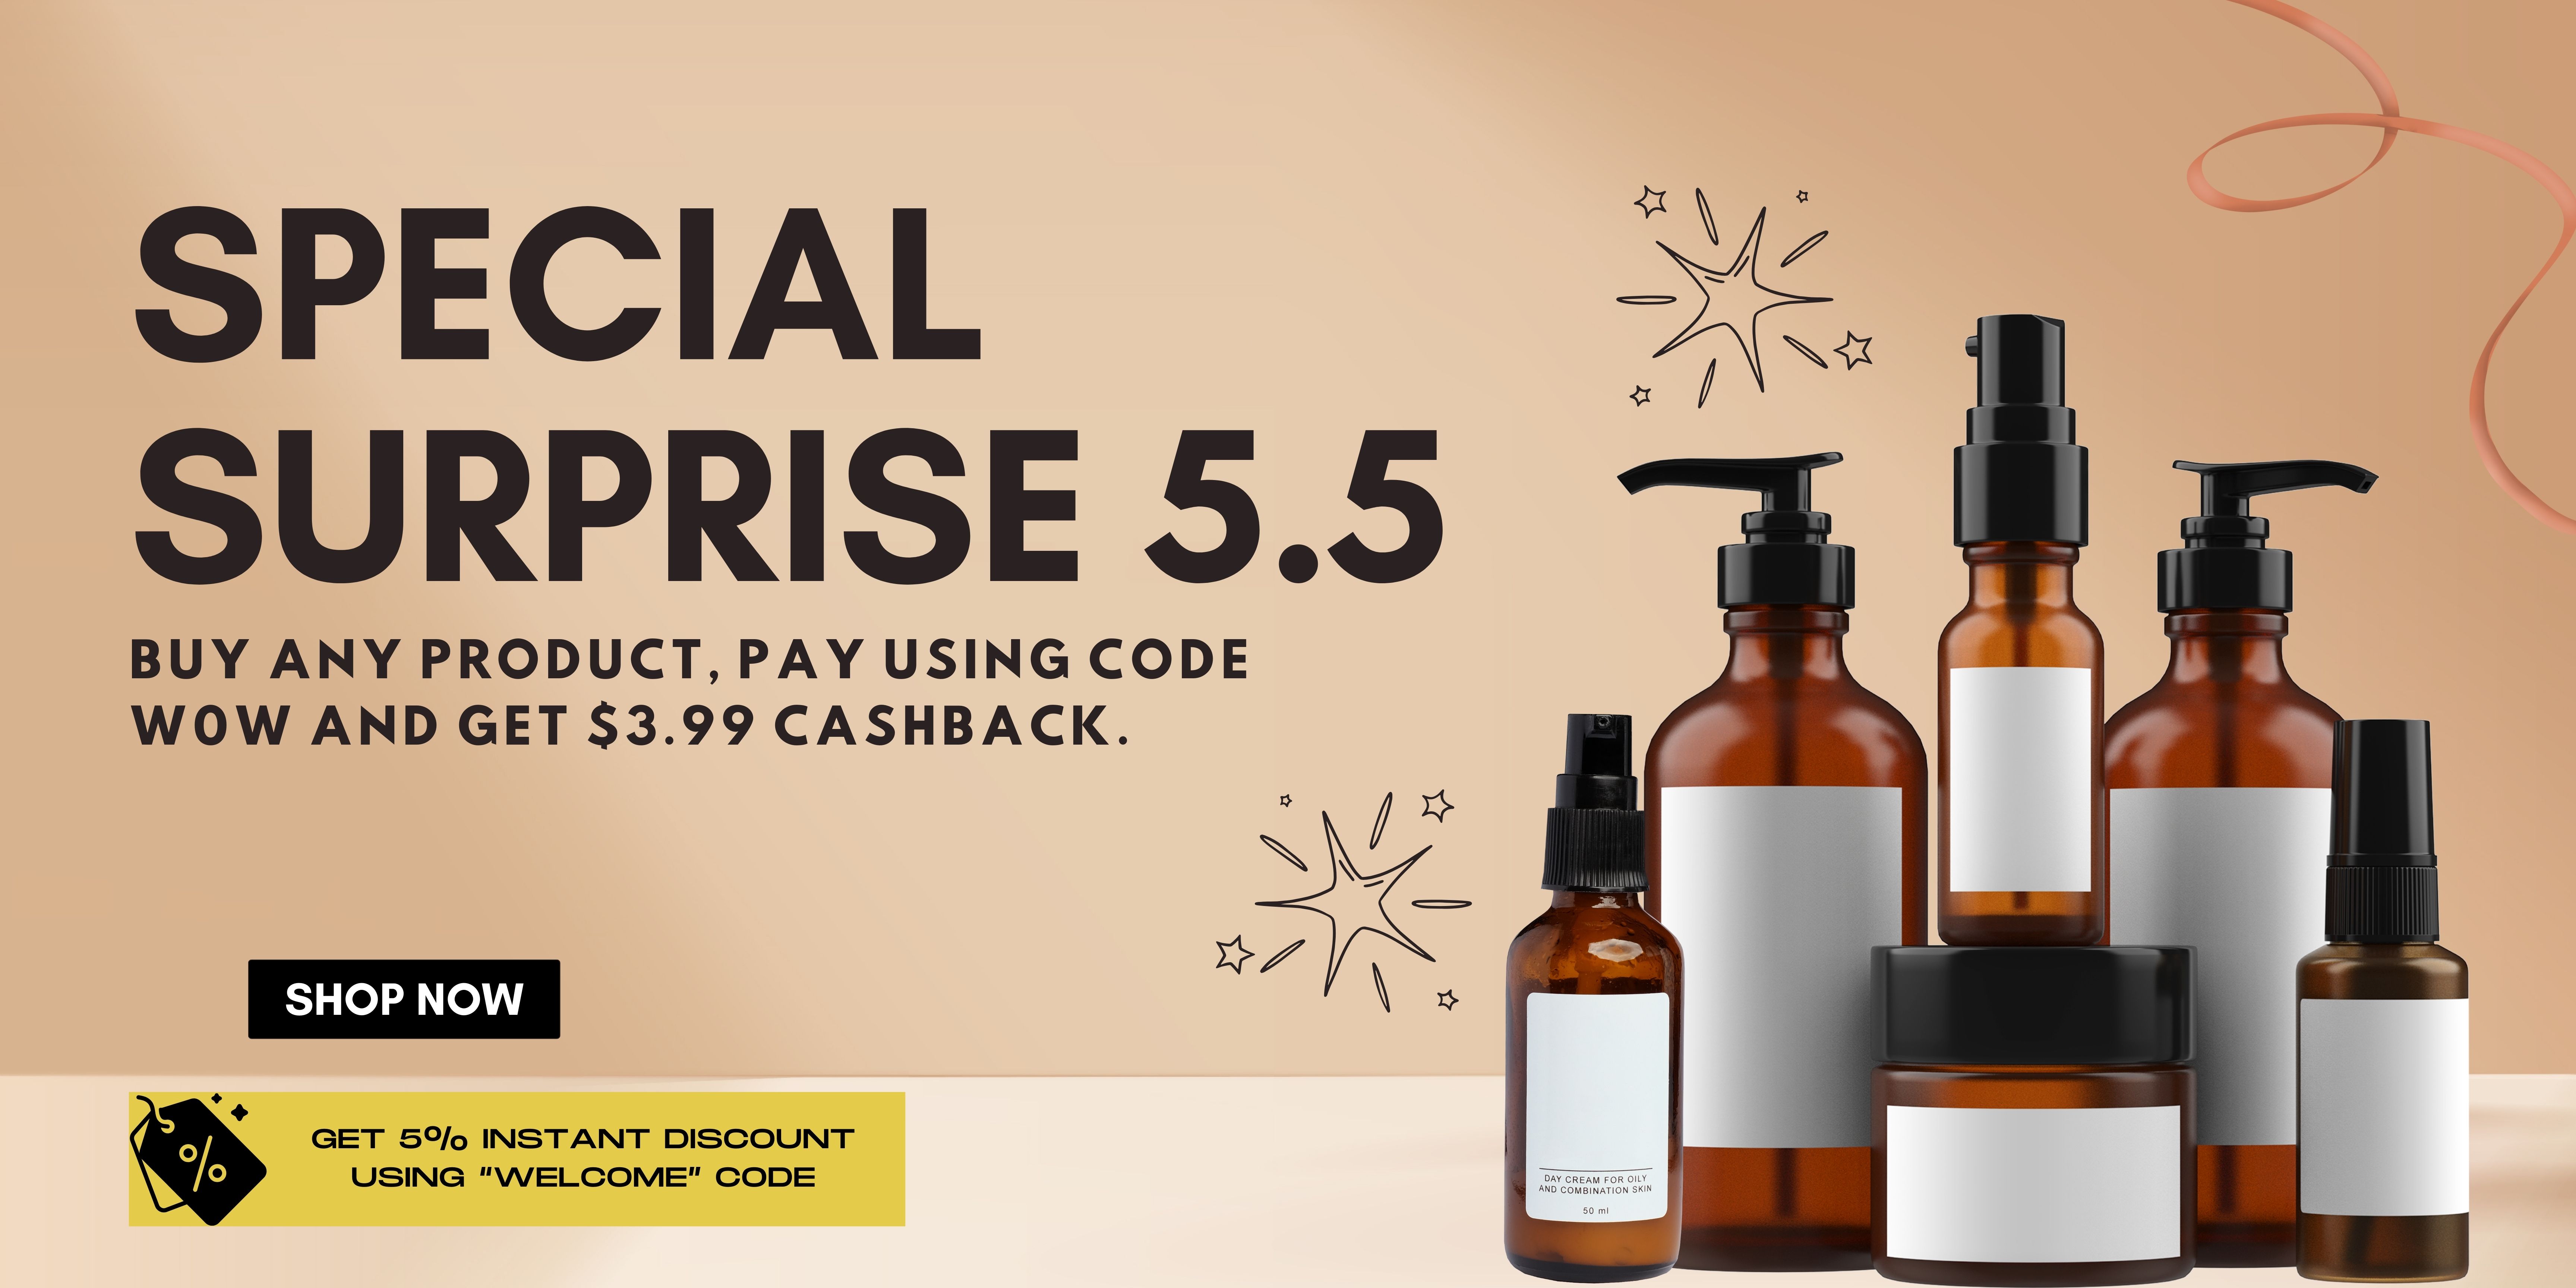 SPECIAL
SURPRISE 5.5
BUY ANY PRODUCT, PAY USING CODE
W0W AND GET $3.99 CASHBACK.
SHOP NOW
GET 5% INSTANT DISCOUNT
USING "WELCOME" CODE
%
DAY CREAM FOR OILY
AND COMBINATION SKIN
50 ml